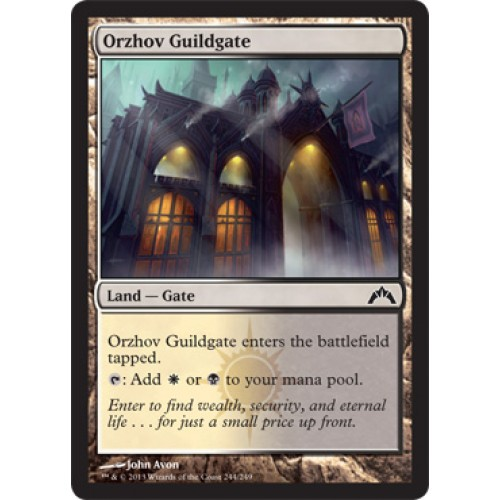 Orzhov Guildgate
Land — Gate
Orzhov Guildgate enters the battlefield
tapped.
: Add or to your mana pool.
Enter to find wealth, security, and eternal
life . . . for just a small price up front.
John Avon
™ & © 2013 Wizards of the Coast 244/249